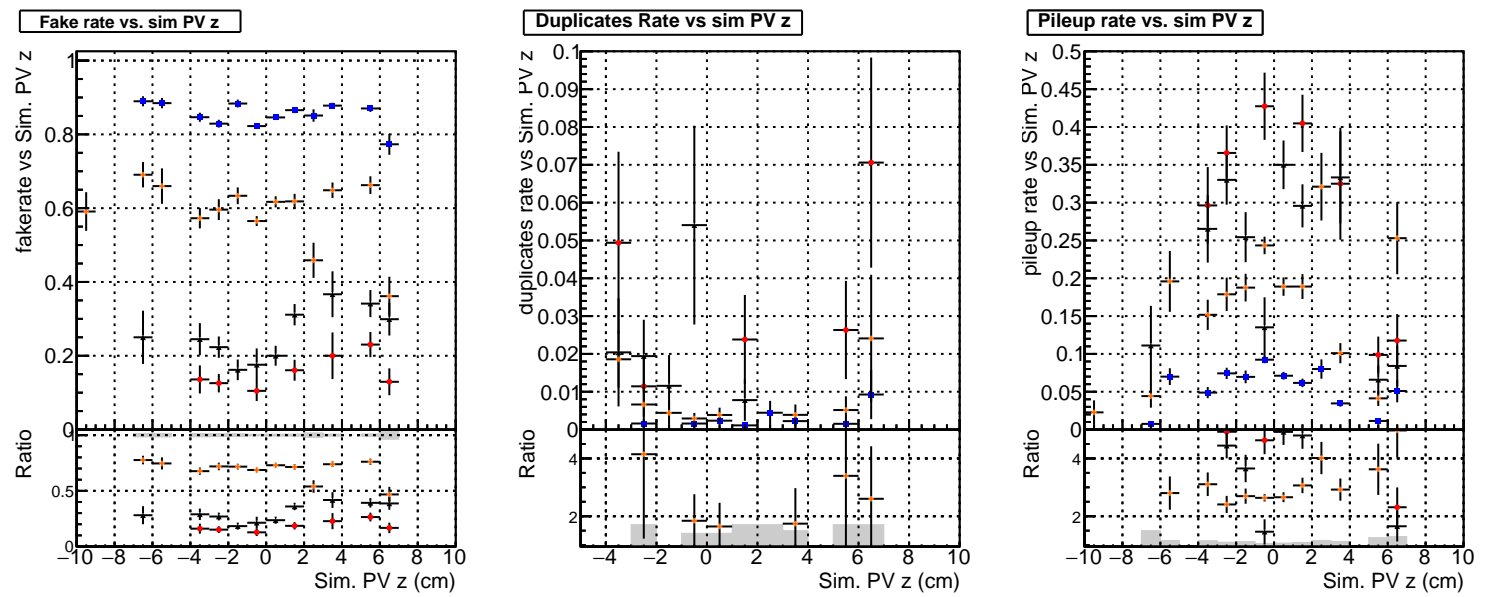 Fake rate vs. sim PV z
fakerate vs Sim. PV z
1
0.8
0.6
0.4
0.2
0
Ratio
1
0.5
0
−10 −8 −6 −4 −2 0 2 4 6 8 10
Sim. PV z (cm)
Duplicates Rate vs sim PV z
duplicates rate vs Sim. PV z
0.1
0.09
0.08
0.07
0.06
0.05
0.04
0.03
0.02
0.01
0
Ratio
4
2
−4 −2 0 2 4 6 8 10
Sim. PV z (cm)
Pileup rate vs. sim PV z
pileup rate vs Sim. PV z
0.5
0.45
0.4
0.35
0.3
0.25
0.2
0.15
0.1
0.05
0
Ratio
4
2
−10 −8 −6 −4 −2 0 2 4 6 8 10
Sim. PV z (cm)